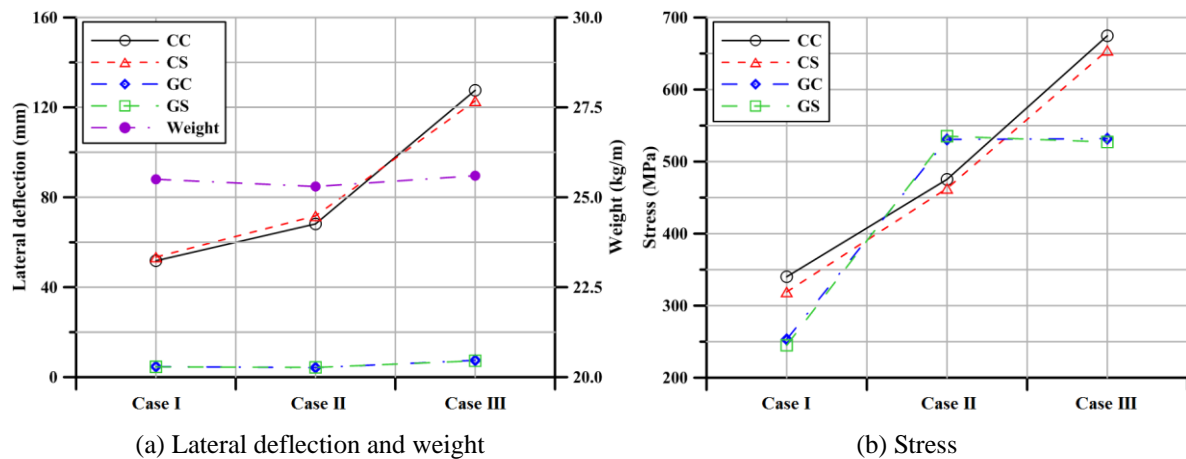 160
120
80
40
0
Lateral deflection (mm)
CC
CS
GC
GS
Weight
30.0
27.5
25.0
22.5
20.0
Weight (kg/m)
Case I
Case II
Case III
(a) Lateral deflection and weight
700
600
500
400
300
200
Stress (MPa)
CC
CS
GC
GS
Case I
Case II
Case III
(b) Stress